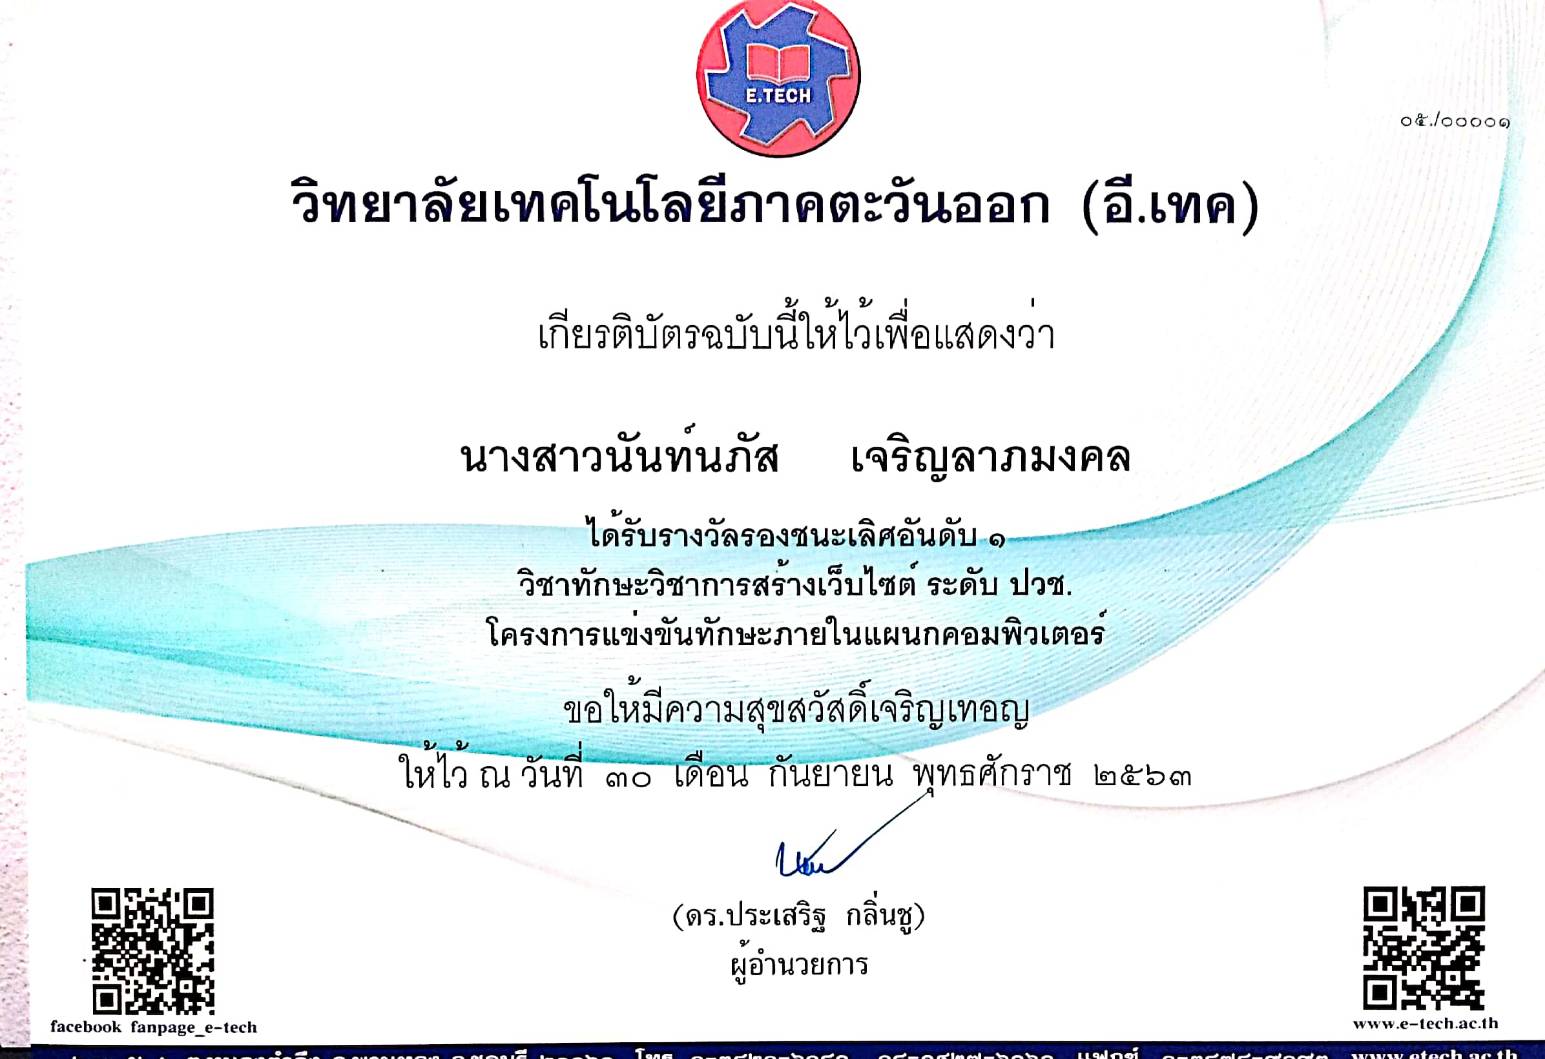 E.TECH
๐๕./๐๐๐๐๑
วิทยาลัยเทคโนโลยีภาคตะวันออก (อี.เทค)
เกียรติบัตรฉบับนี้ให้ไว้เพื่อแสดงว่า
นางสาวนันท์นภัส เจริญลาภมงคล
ได้รับรางวัลรองชนะเลิศอันดับ ๑
วิชาทักษะวิชาการสร้างเว็บไซต์ ระดับ ปวช.
โครงการแข่งขันทักษะภายในแผนกคอมพิวเตอร์
ขอให้มีความสุขสวัสดิ์เจริญเทอญ
ให้ไว้ ณ วันที่ ๓๐ เดือน กันยายน พุทธศักราช ๒๕๖๓
(ดร.ประเสริฐ กลิ่นชู)
ผู้อำนวยการ
facebook fanpage_e-tech
www.e-tech.ac.th
www.etech.ac.th